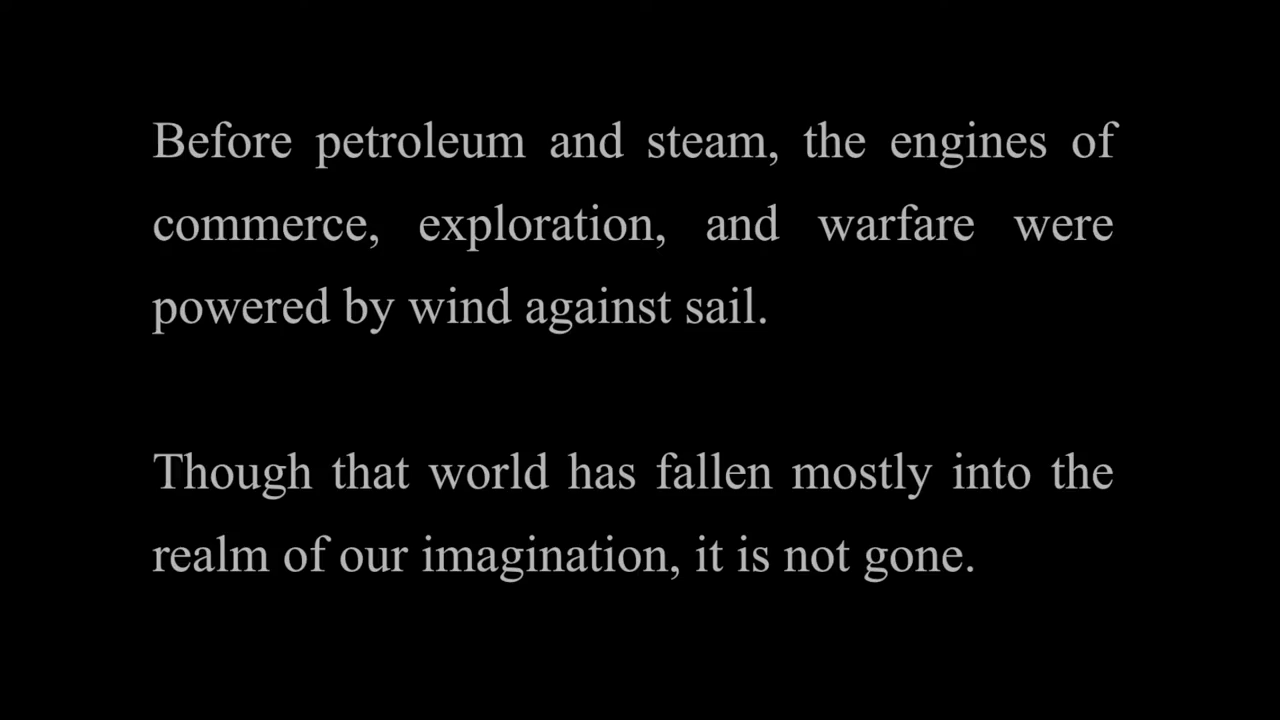 Before petroleum and steam, the engines of
commerce, exploration, and warfare were
powered by wind against sail.
Though that world has fallen mostly into the
realm of our imagination, it is not gone.